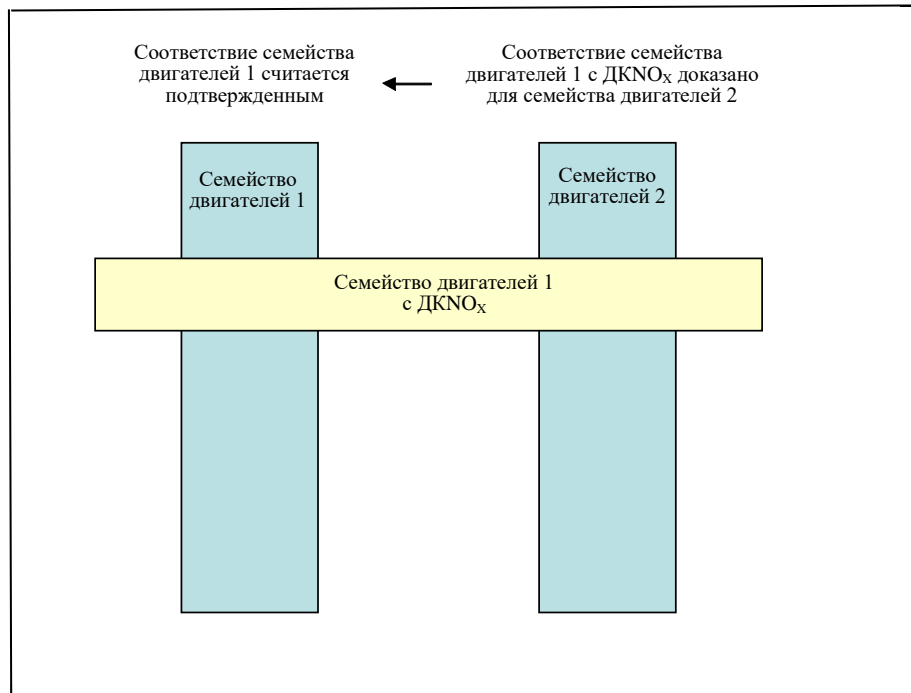 Соответствие семейства
двигателей 1 считается
подтвержденным
Соответствие семейства
двигателей 1 с ДКNOX доказано
для семейства двигателей 2
Семейство
двигателей 1
Семейство
двигателей 2
Семейство двигателей 1
с ДКNOX